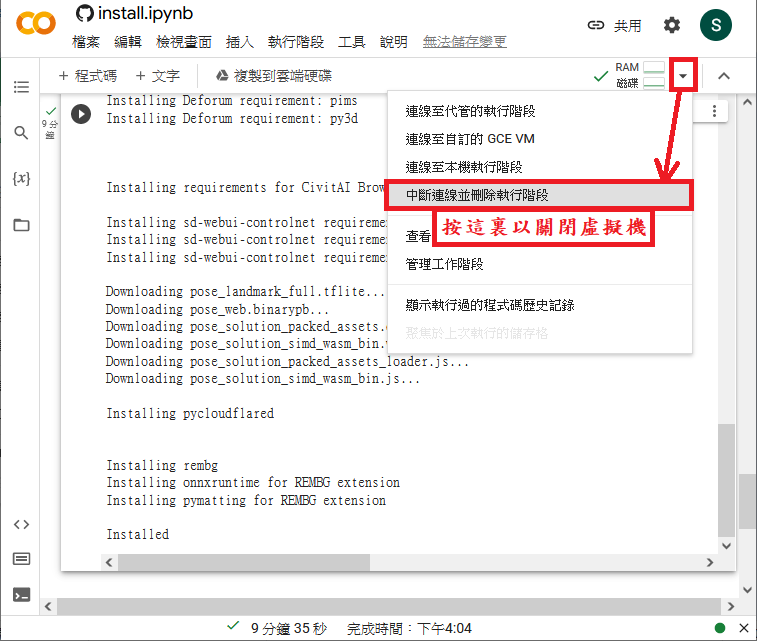 install.ipynb
共用
S
檔案 編輯 檢視畫面 插入 執行階段 工具 說明 無法儲存變更
+ 程式碼 + 文字 複製到雲端硬碟
RAM
磁碟
9 分鐘
{x}
Installing Deforum requirement: pims
Installing Deforum requirement: py3d
Installing requirements for CivitAI Brow
Installing sd-webui-controlnet requireme
Installing sd-webui-controlnet requireme
Installing sd-webui-controlnet requireme
Downloading pose_landmark_full.tflite...
Downloading pose_web.binarypb...
Downloading pose_solution_packed_assets.
Downloading pose_solution_simd_wasm_bin.
Downloading pose_solution_packed_assets_loader.js...
Downloading pose_solution_simd_wasm_bin.js...
Installing pycloudflared
Installing rembg
Installing onnxruntime for REMBG extension
Installing pymatting for REMBG extension
Installed
連線至代管的執行階段
連線至自訂的 GCE VM
連線至本機執行階段
中斷連線並刪除執行階段
按這裏以關閉虛擬機
查看
管理工作階段
顯示執行過的程式碼歷史記錄
聚焦於上次執行的儲存格
9 分鐘 35 秒 完成時間：下午4:04